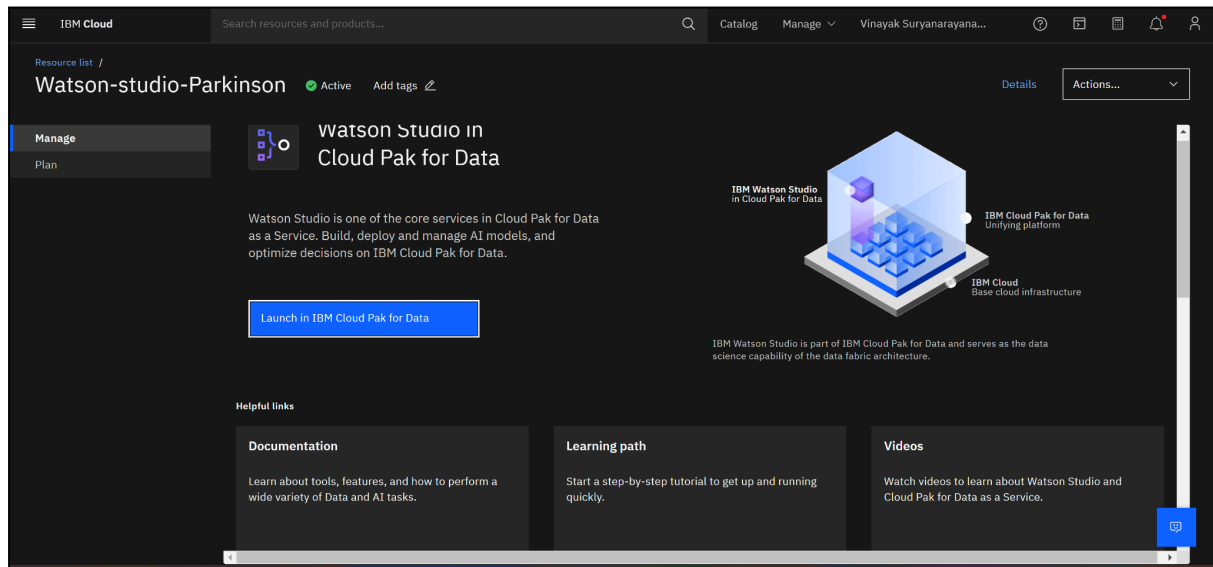 IBM Cloud
Search resources and products...
Catalog
Manage
Vinayak Suryanarayana...
Resource list /
Watson-studio-Parkinson
Active
Add tags
Details
Actions...
Manage
Plan
Watson Studio in
Cloud Pak for Data
Watson Studio is one of the core services in Cloud Pak for Data
as a Service. Build, deploy and manage AI models, and
optimize decisions on IBM Cloud Pak for Data.
Launch in IBM Cloud Pak for Data
IBM Watson Studio
in Cloud Pak for Data
IBM Cloud Pak for Data
Unifying platform
IBM Cloud
Base cloud infrastructure
IBM Watson Studio is part of IBM Cloud Pak for Data and serves as the data
science capability of the data fabric architecture.
Helpful links
Documentation
Learn about tools, features, and how to perform a
wide variety of Data and AI tasks.
Learning path
Start a step-by-step tutorial to get up and running
quickly.
Videos
Watch videos to learn about Watson Studio and
Cloud Pak for Data as a Service.